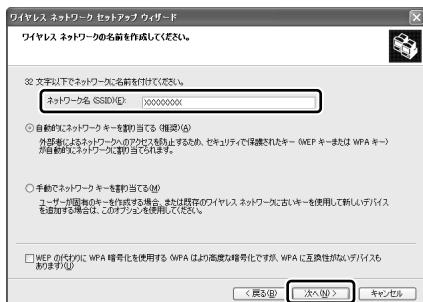 ワイヤレス ネットワーク セットアップ ウィザード
ワイヤレス ネットワークの名前を作成してください。
32 文字以下でネットワークに名前を付けてください。
ネットワーク名 (SSID)(E): XXXXXXXX
自動的にネットワーク キーを割り当てる (推奨)(A)
外部者によるネットワークへのアクセスを防止するため、セキュリティで保護されたキー (WEP キーまたは WPA キー)
が自動的にネットワークに割り当てられます。
手動でネットワーク キーを割り当てる(M)
ユーザーが固有のキーを作成する場合、または既存のワイヤレス ネットワークに古いキーを使用して新しいデバイス
を追加する場合は、このオプションを使用してください。
WEP の代わりに WPA 暗号化を使用する (WPA はより高度な暗号化ですが、WPA に互換性がないデバイスも
あります)(U)
< 戻る(B) 次へ(N) > キャンセル